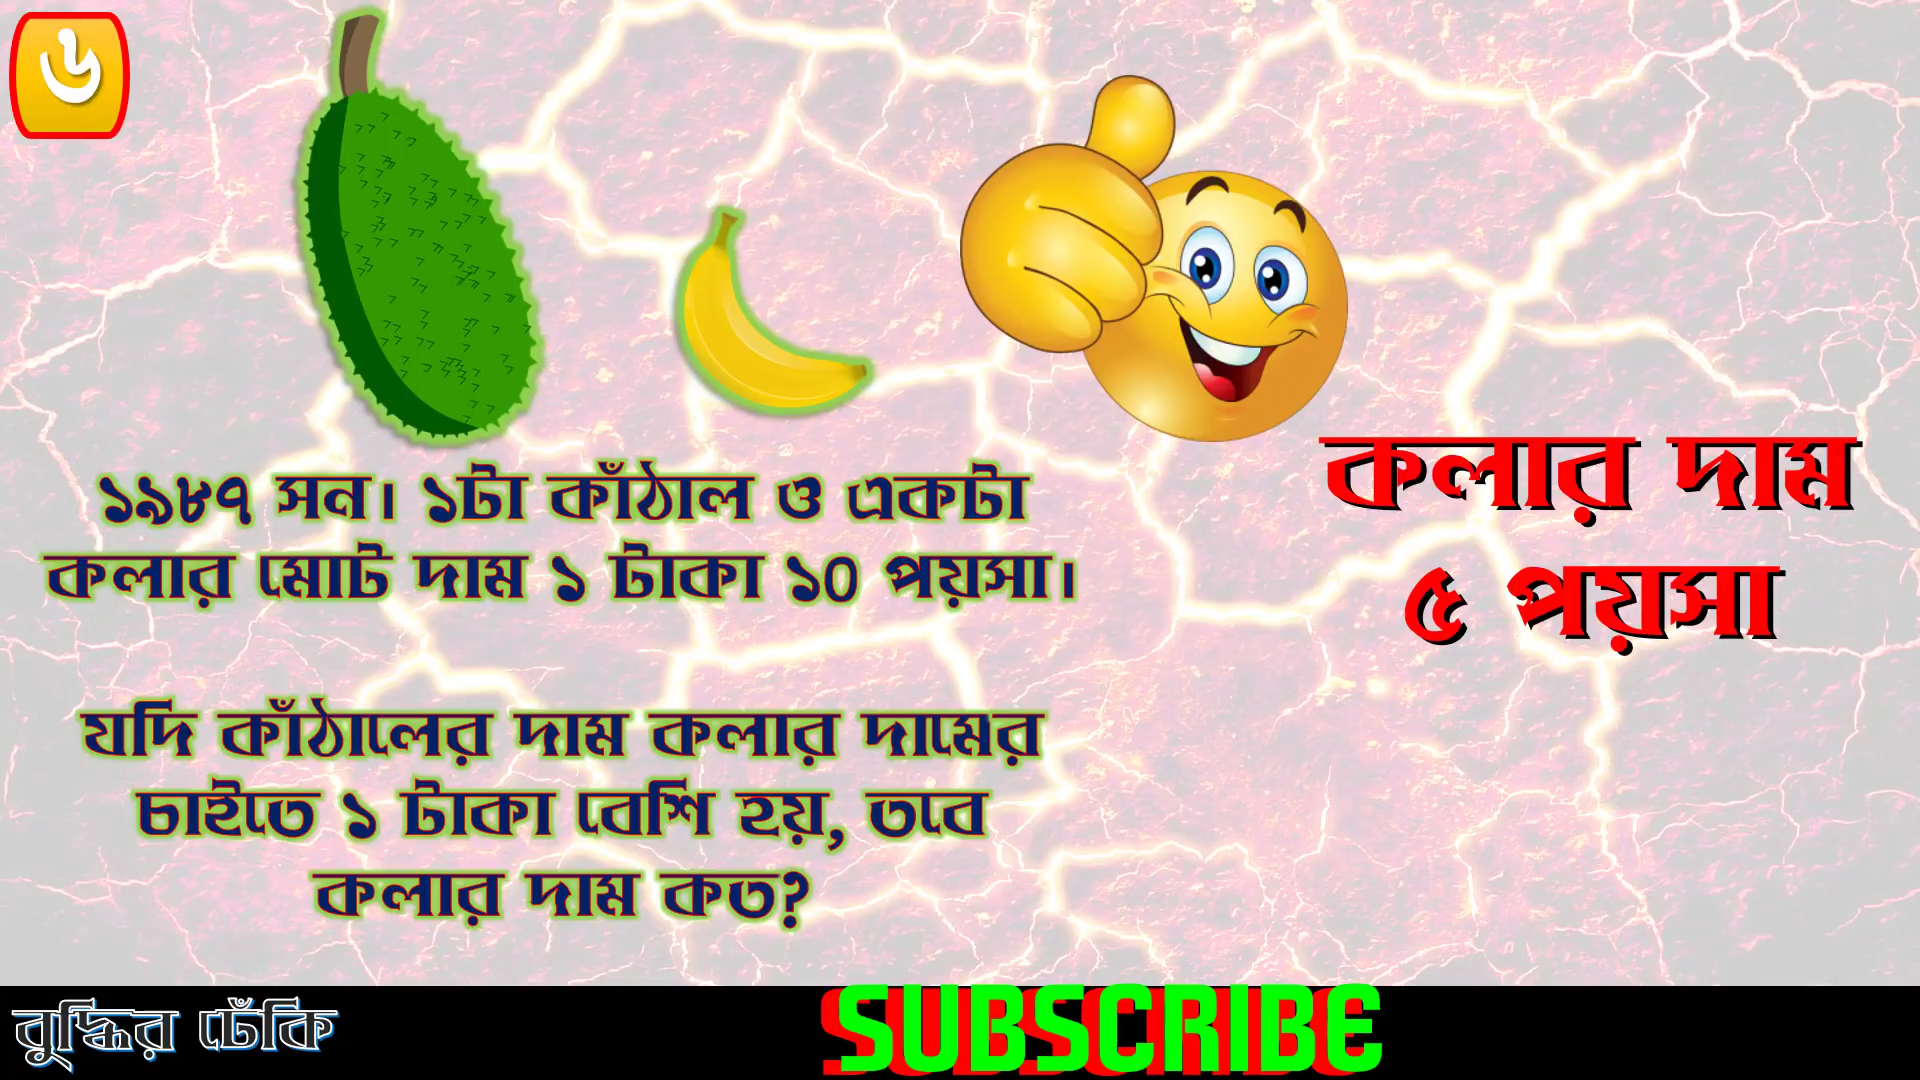 ৬
১৯৮৭ সন। ১টা কাঁঠাল ও একটা
কলার মোট দাম ১ টাকা ১০ পয়সা।
যদি কাঁঠালের দাম কলার দামের
চাইতে ১ টাকা বেশি হয়, তবে
কলার দাম কত?
কলার দাম
৫ পয়সা
বুদ্ধির ঢেঁকি
SUBSCRIBE